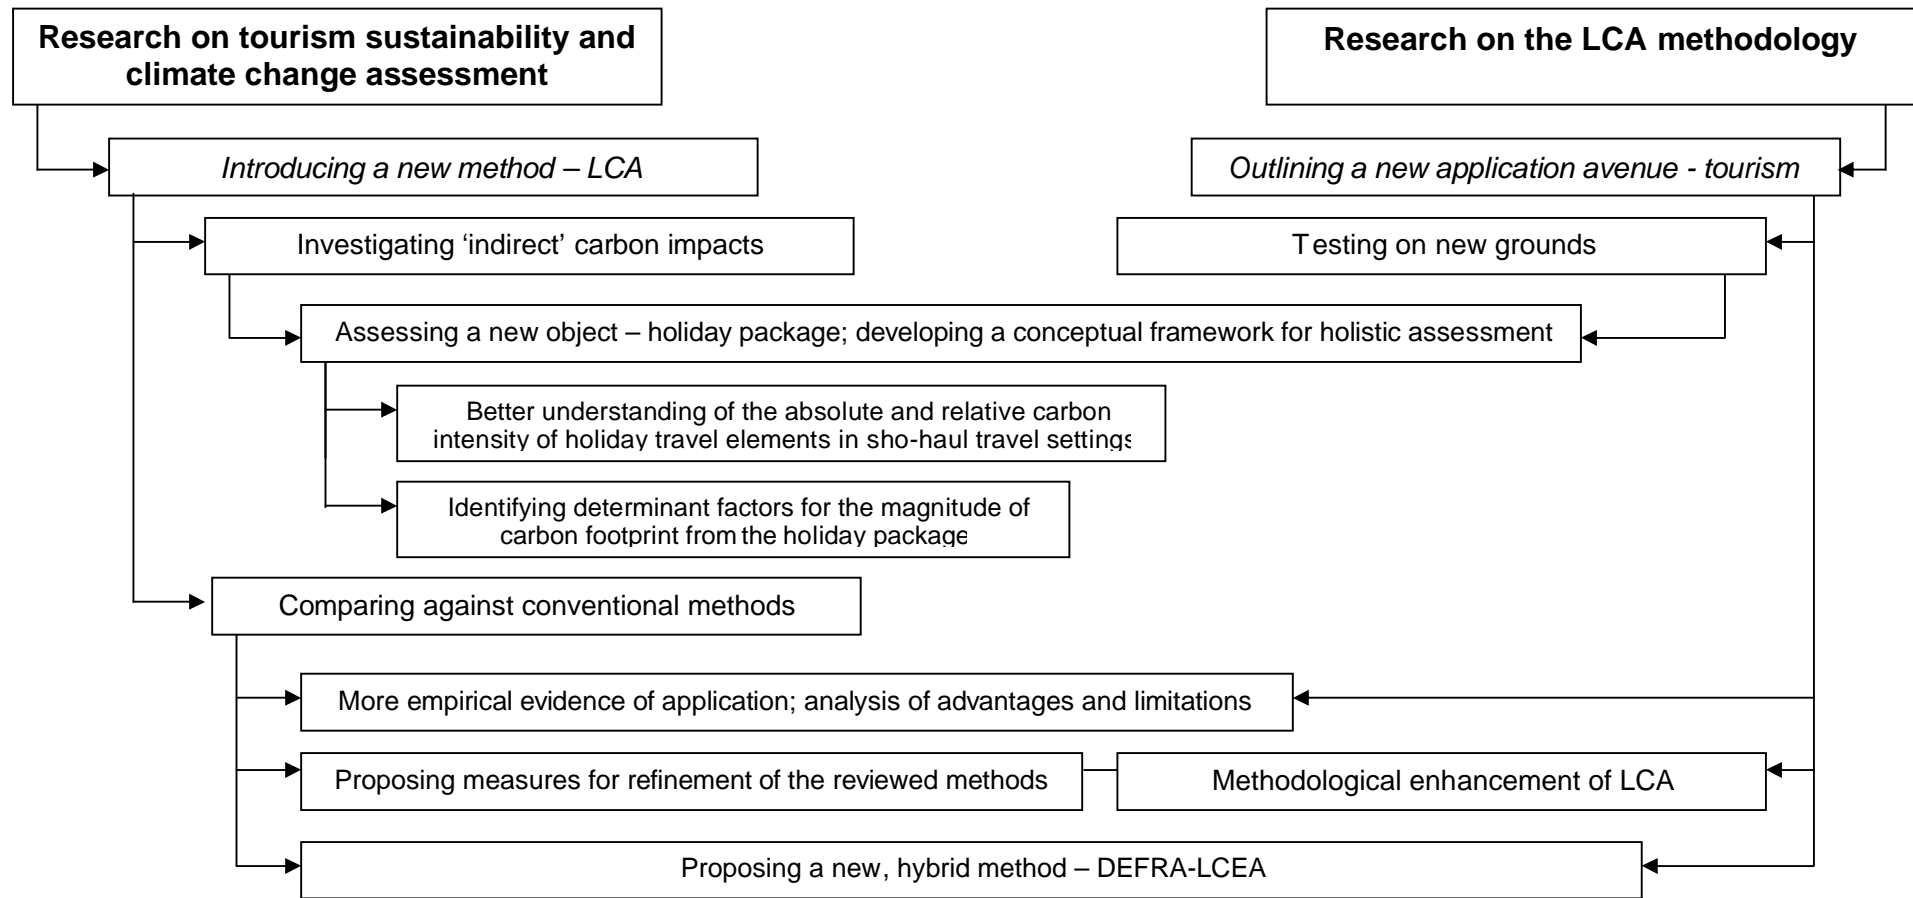 Research on tourism sustainability and
climate change assessment
Research on the LCA methodology
Introducing a new method – LCA
Outlining a new application avenue - tourism
Investigating ‘indirect’ carbon impacts
Testing on new grounds
Assessing a new object – holiday package; developing a conceptual framework for holistic assessment
Better understanding of the absolute and relative carbon
intensity of holiday travel elements in sho-haul travel settings
Identifying determinant factors for the magnitude of
carbon footprint from the holiday package
Comparing against conventional methods
More empirical evidence of application; analysis of advantages and limitations
Proposing measures for refinement of the reviewed methods
Methodological enhancement of LCA
Proposing a new, hybrid method – DEFRA-LCEA